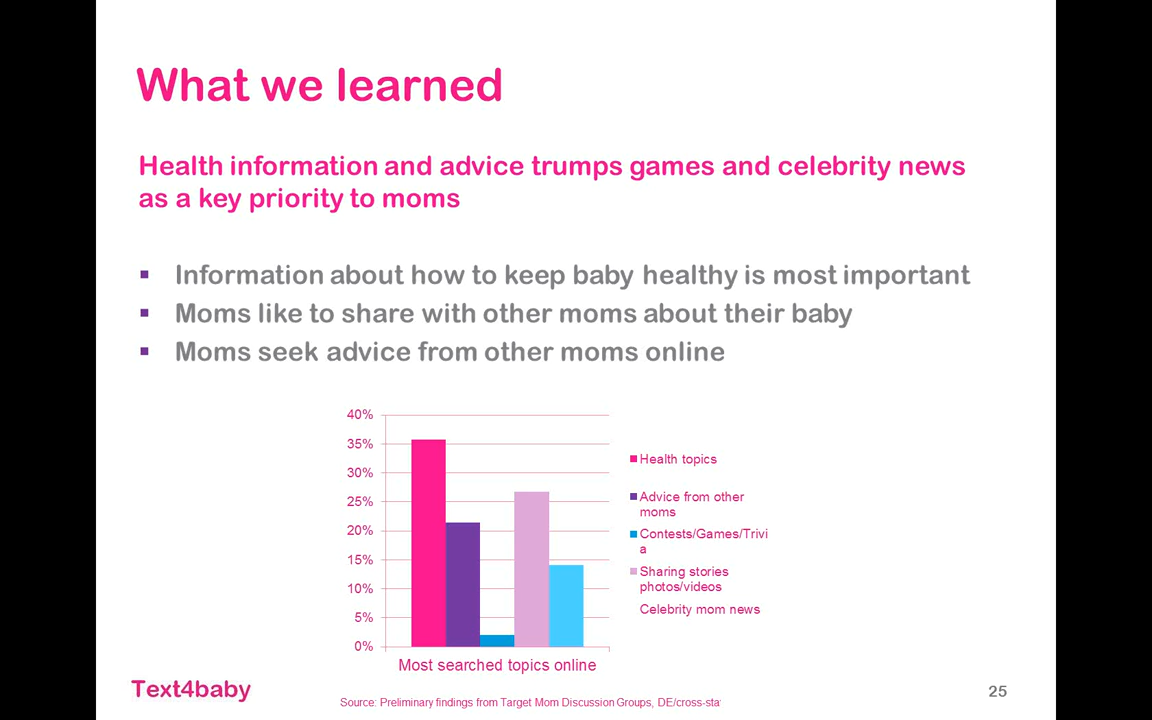 What we learned
Health information and advice trumps games and celebrity news
as a key priority to moms
Information about how to keep baby healthy is most important
Moms like to share with other moms about their baby
Moms seek advice from other moms online
40%
35%
30%
25%
20%
15%
10%
5%
0%
Most searched topics online
Health topics
Advice from other
moms
Contests/Games/Trivi
a
Sharing stories
photos/videos
Celebrity mom news
Text4baby
Source: Preliminary findings from Target Mom Discussion Groups, DE/cross-sta
25